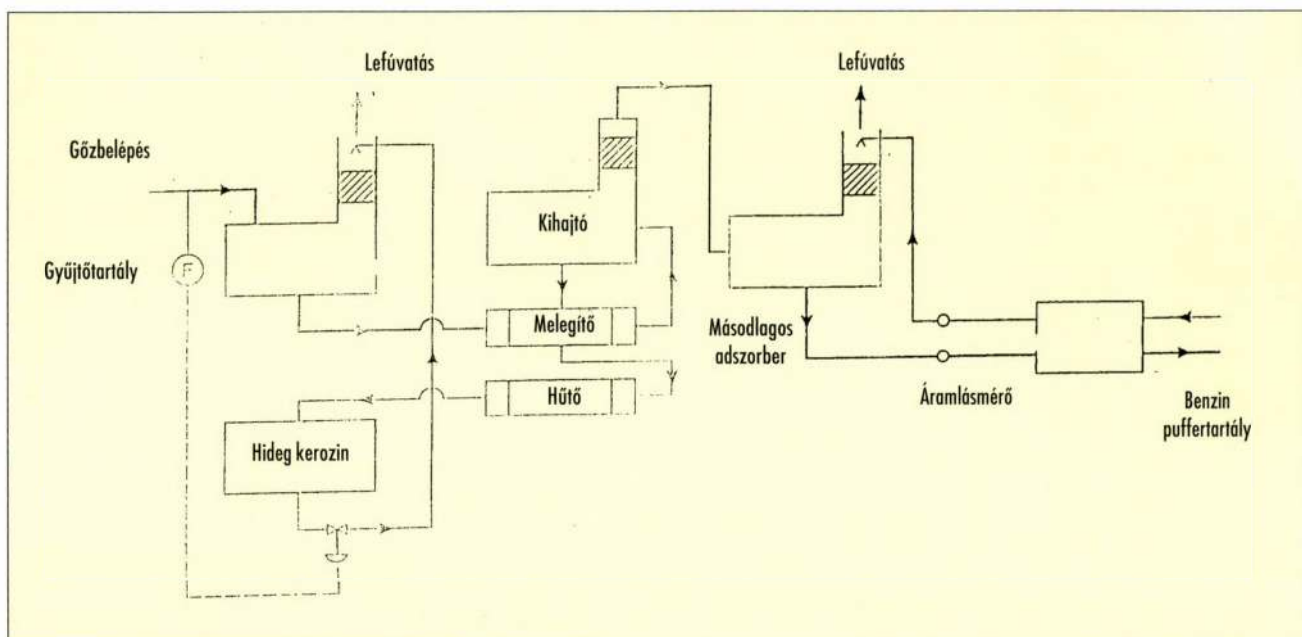 Lefúvatás
Lefúvatás
Gőzbelépés
Kihajtó
Gyűjtőtartály
F
Melegítő
Másodlagos
adszorber
Hűtő
Áramlásmérő
Benzin
puffertartály
Hideg kerozin